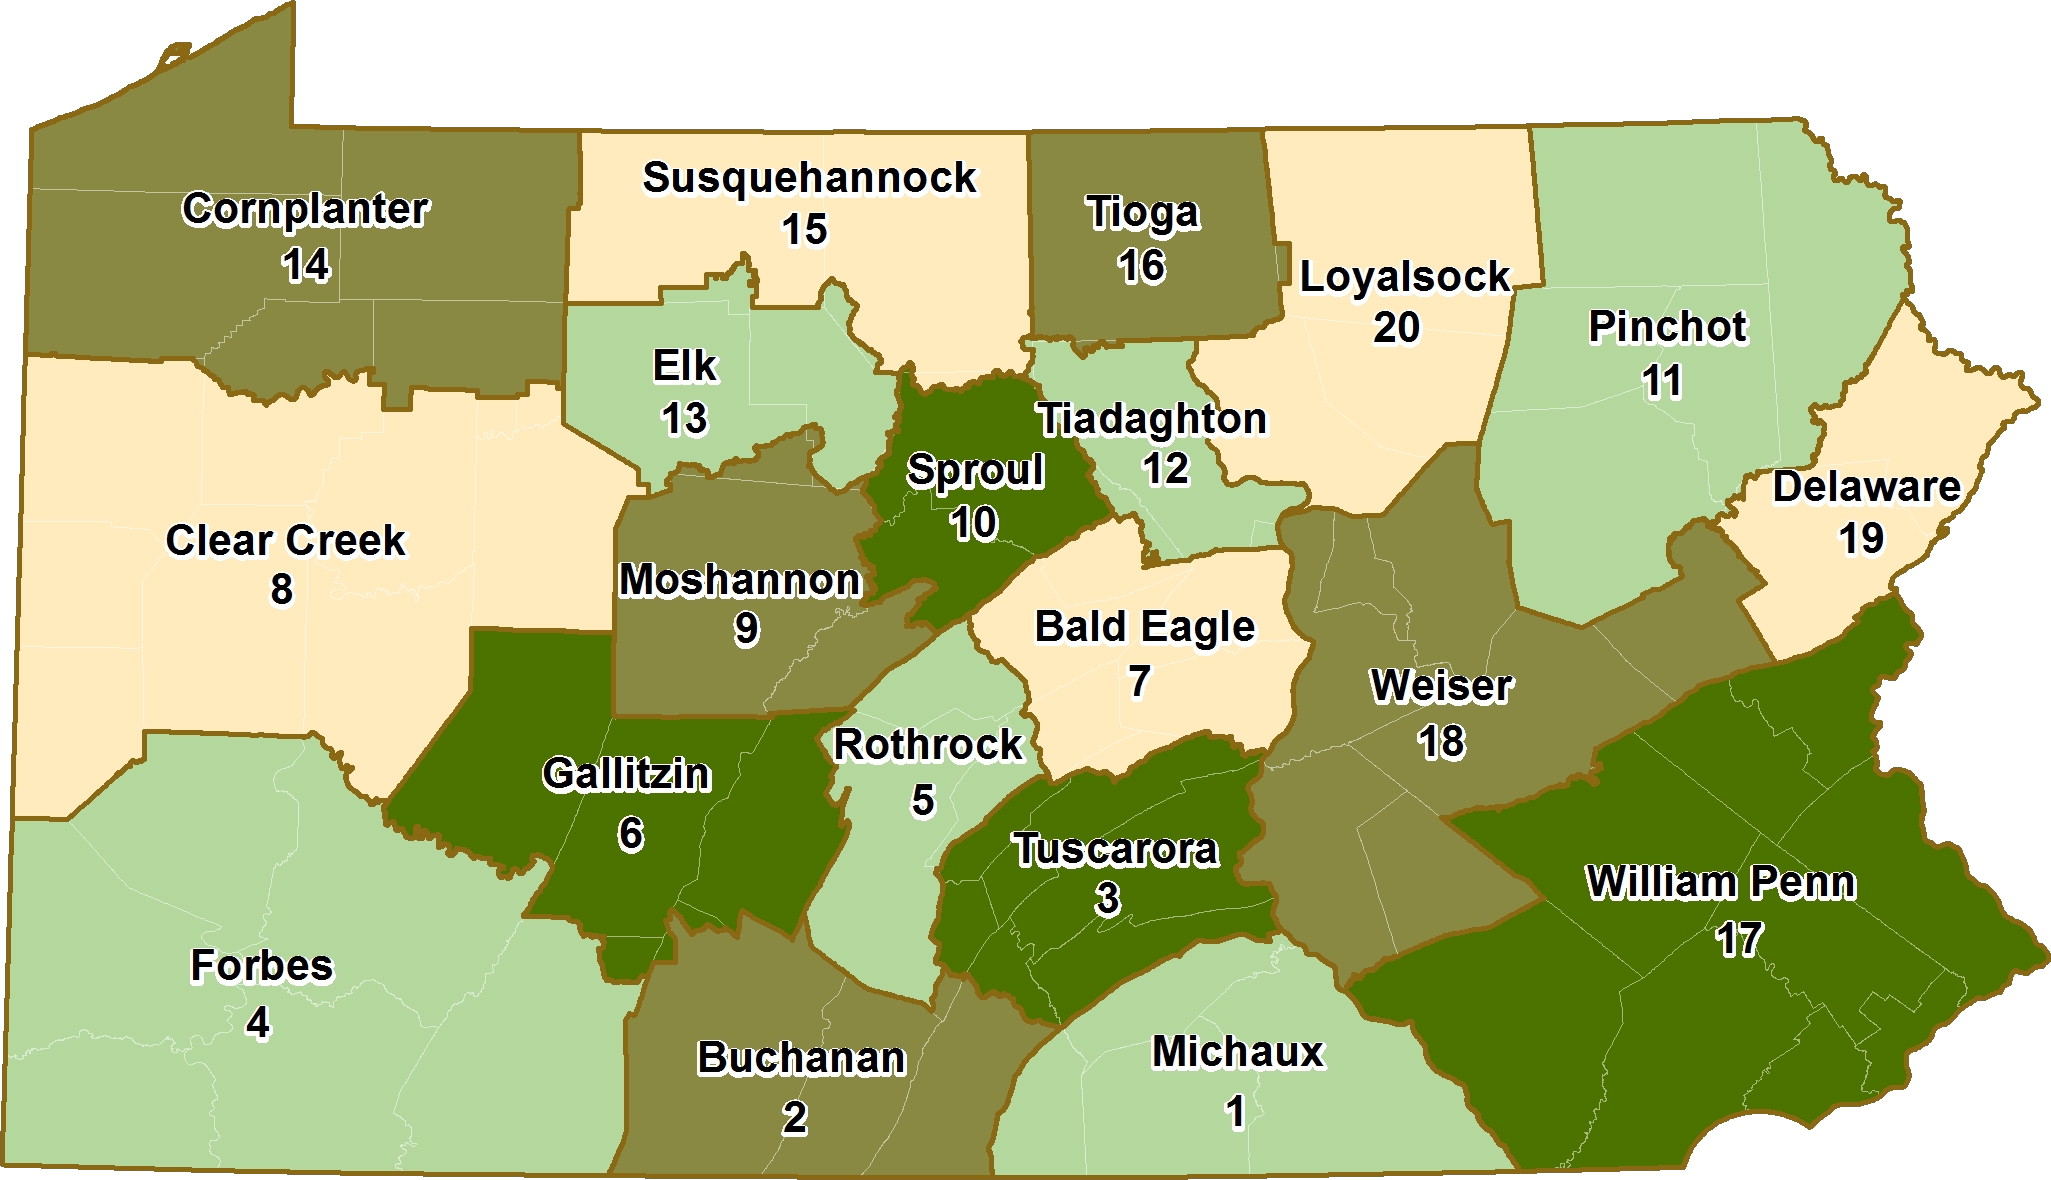 Cornplanter
14
Susquehannock
15
Tioga
16
Loyalsock
20
Pinchot
11
Elk
13
Tiadaghton
12
Sproul
10
Delaware
19
Clear Creek
8
Moshannon
9
Bald Eagle
7
Weiser
18
Gallitzin
6
Rothrock
5
Tuscarora
3
William Penn
17
Forbes
4
Buchanan
2
Michaux
1